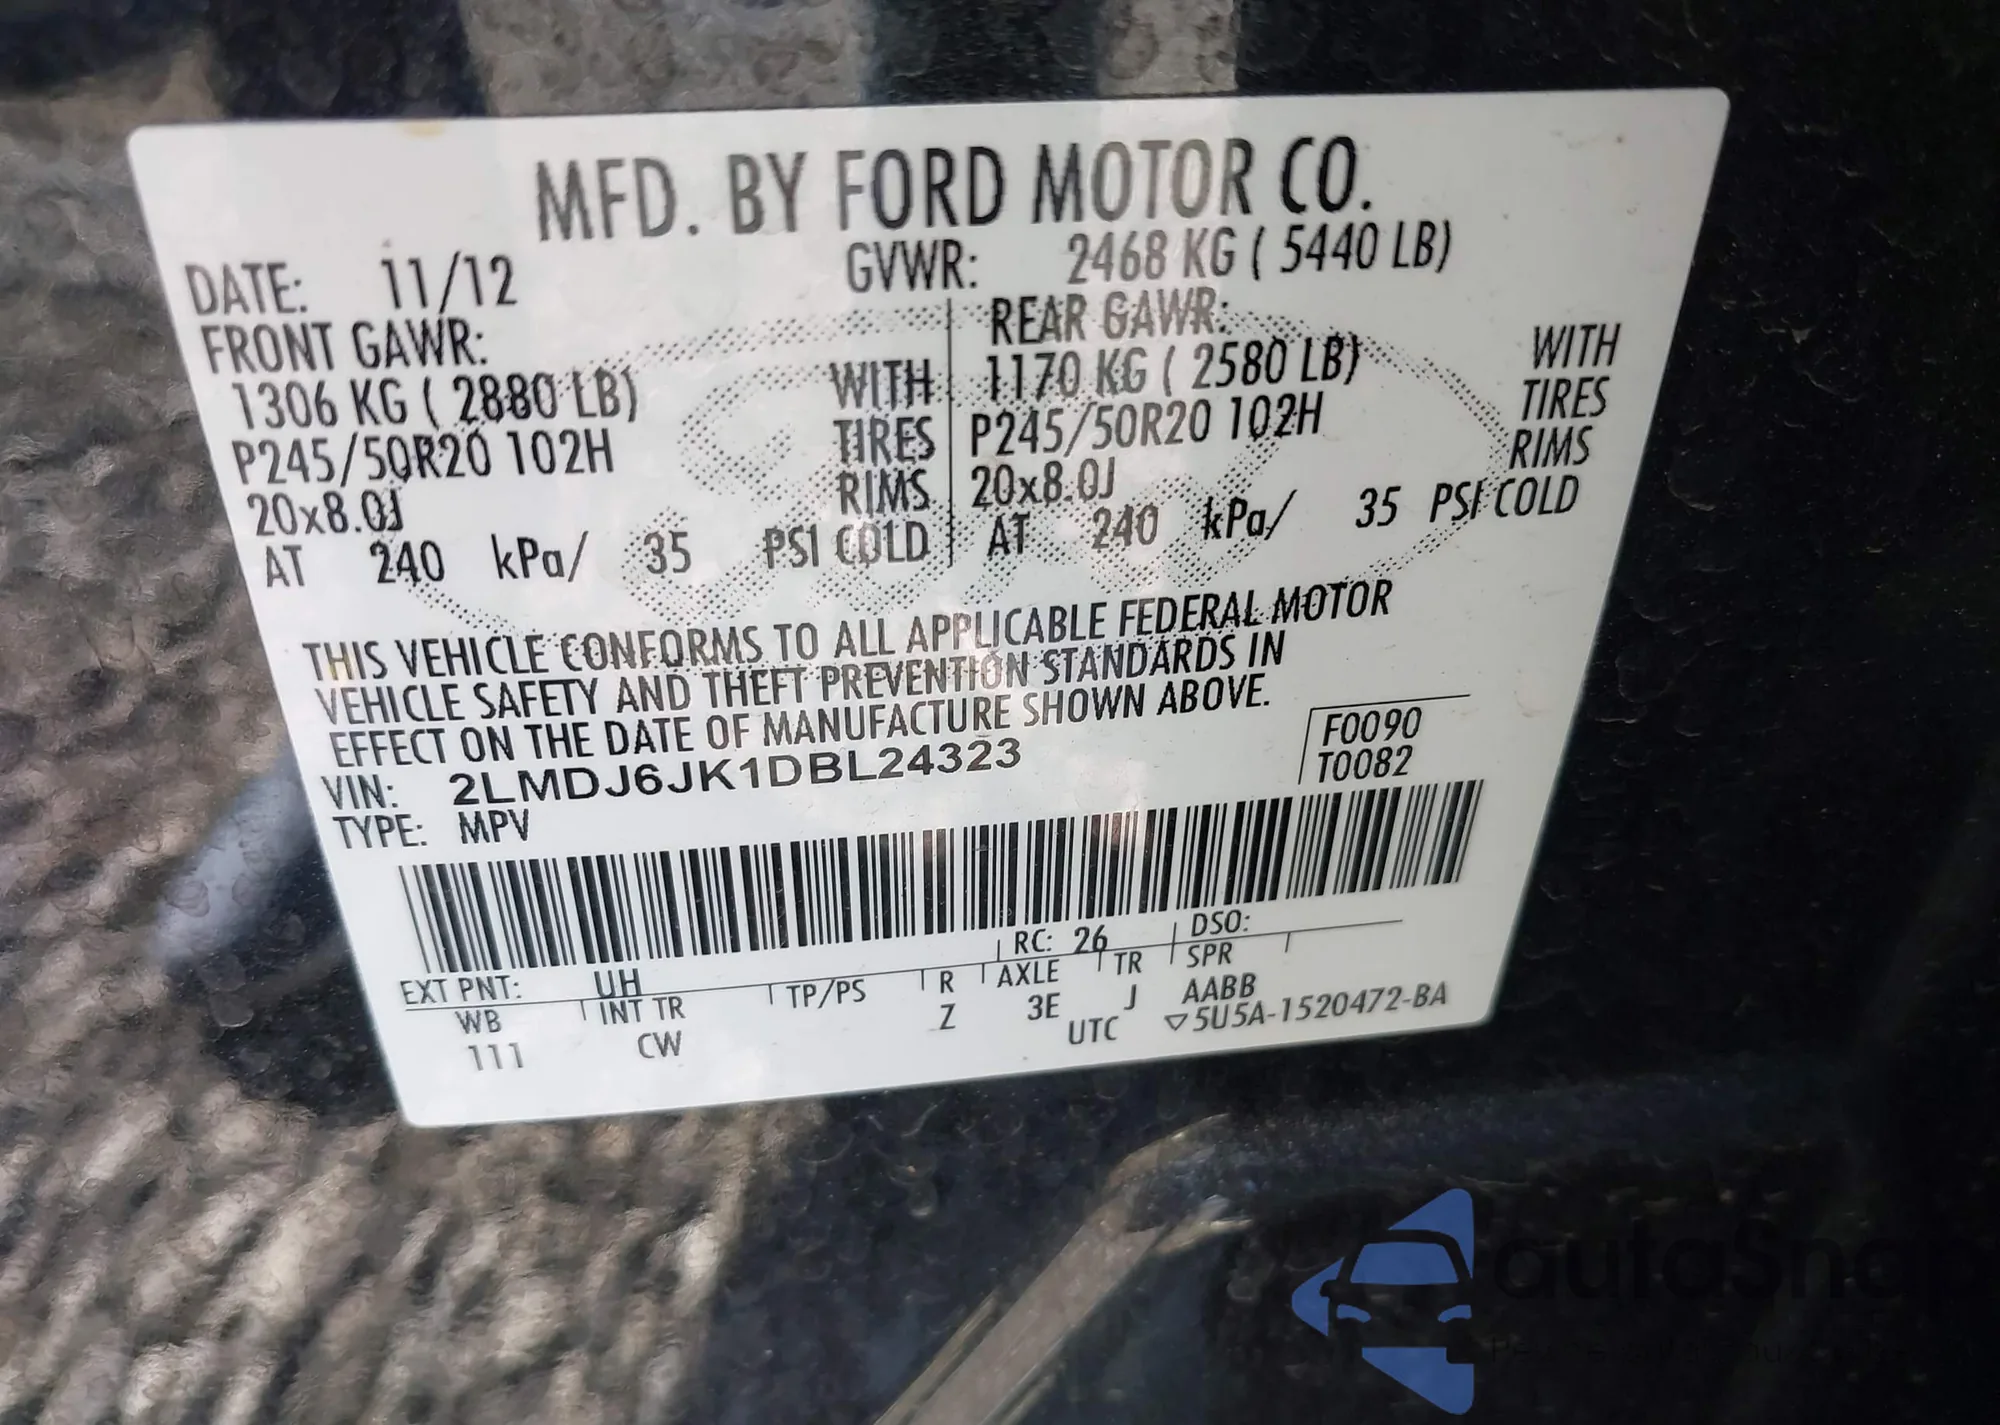 MFD. BY FORD MOTOR CO.
DATE: 11/12 GVWR: 2468 KG ( 5440 LB)
FRONT GAWR: REAR GAWR:
1306 KG ( 2880 LB) WITH 1170 KG ( 2580 LB) WITH
P245/50R20 102H TIRES P245/50R20 102H TIRES
20x8.0J RIMS 20x8.0J RIMS
AT 240 kPa/ 35 PSI COLD AT 240 kPa/ 35 PSI COLD
THIS VEHICLE CONFORMS TO ALL APPLICABLE FEDERAL MOTOR
VEHICLE SAFETY AND THEFT PREVENTION STANDARDS IN
EFFECT ON THE DATE OF MANUFACTURE SHOWN ABOVE.
VIN: 2LMDJ6JK1DBL24323 F0090
TYPE: MPV T0082
EXT PNT: UH RC: 26 DSO:
WB INT TR TP/PS R AXLE TR SPR
111 CW Z 3E J AABB
UTC ▽5U5A-1520472-BA
autaSna